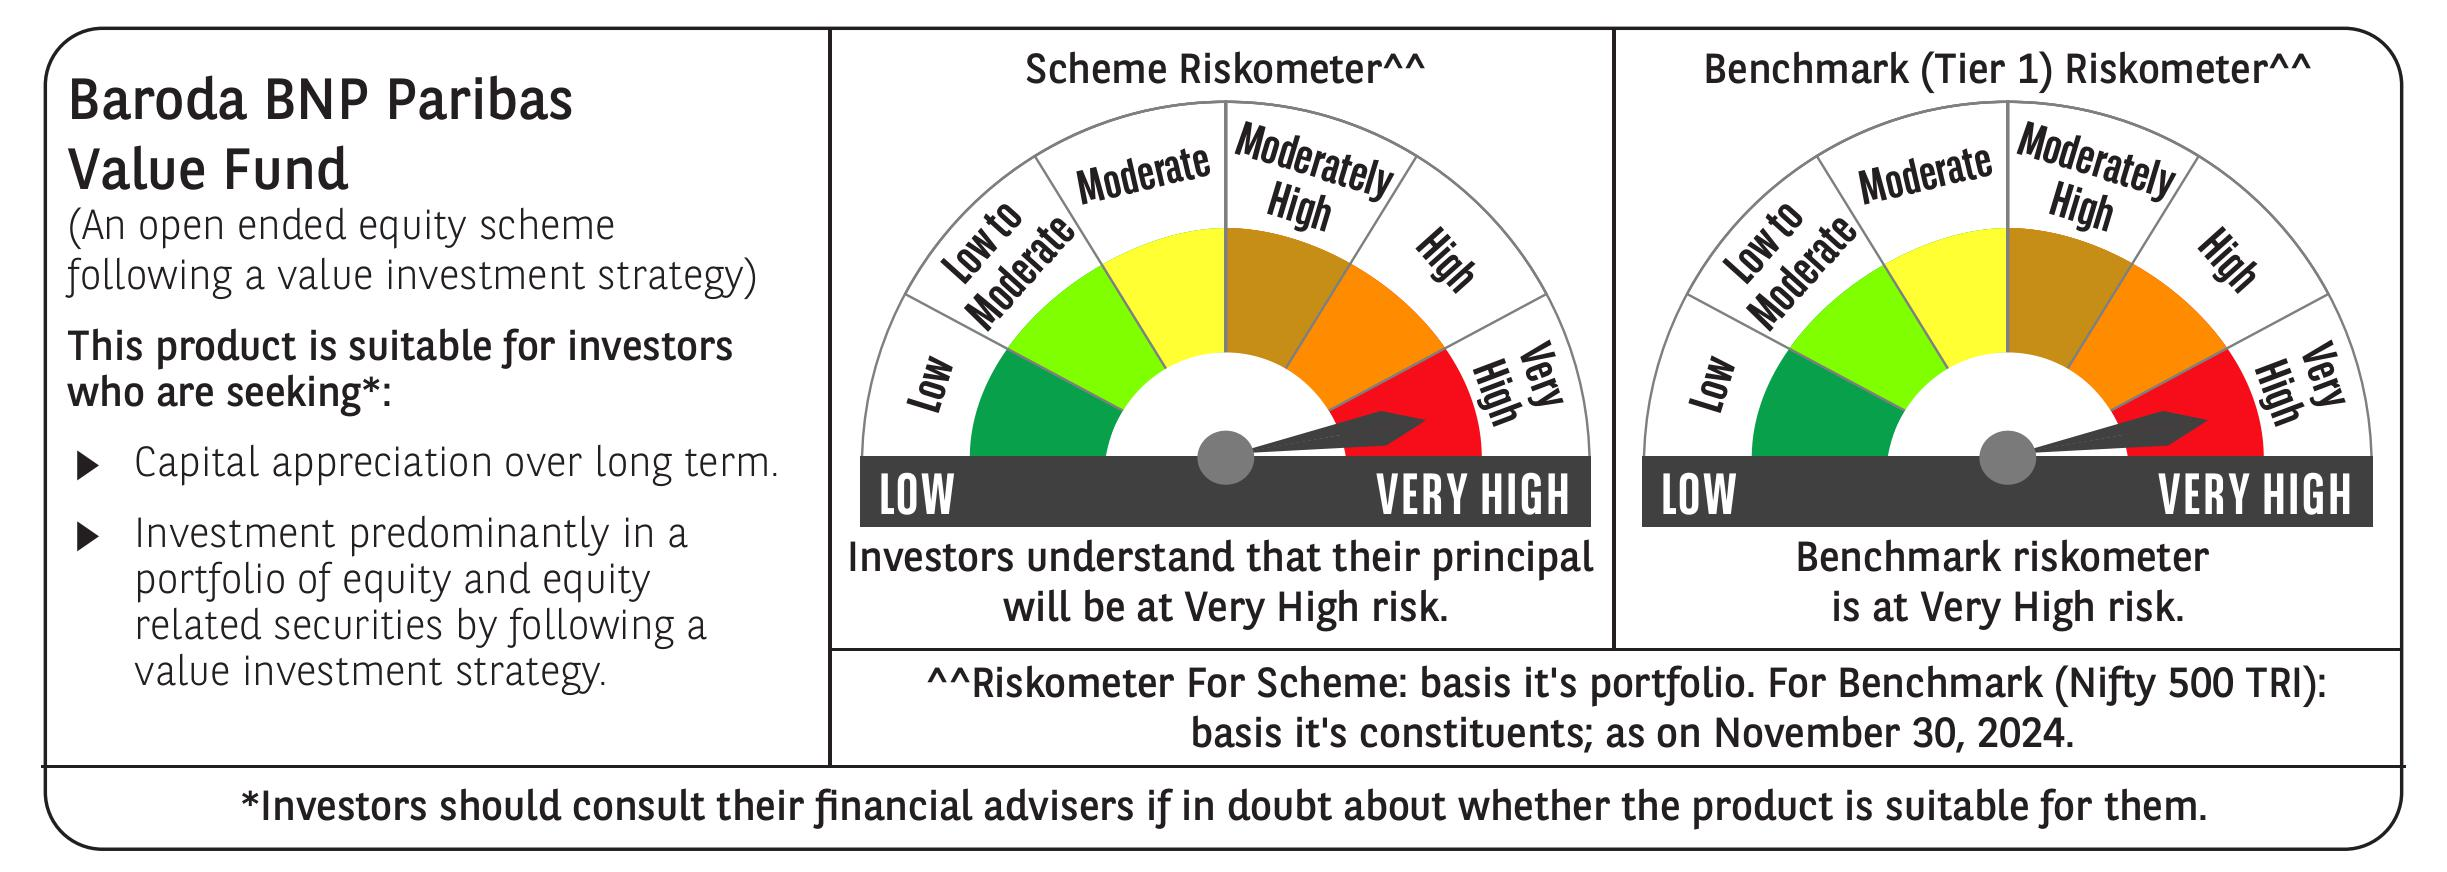 Baroda BNP Paribas
Value Fund
(An open ended equity scheme
following a value investment strategy)
This product is suitable for investors
who are seeking*:
Capital appreciation over long term.
Investment predominantly in a
portfolio of equity and equity
related securities by following a
value investment strategy.
Scheme Riskometer^^
Low
Low to
Moderate
Moderate
Moderately
High
High
Very
High
LOW
VERY HIGH
Investors understand that their principal
will be at Very High risk.
Benchmark (Tier 1) Riskometer^^
Low
Low to
Moderate
Moderate
Moderately
High
High
Very
High
LOW
VERY HIGH
Benchmark riskometer
is at Very High risk.
^^Riskometer For Scheme: basis it's portfolio. For Benchmark (Nifty 500 TRI):
basis it's constituents; as on November 30, 2024.
*Investors should consult their financial advisers if in doubt about whether the product is suitable for them.